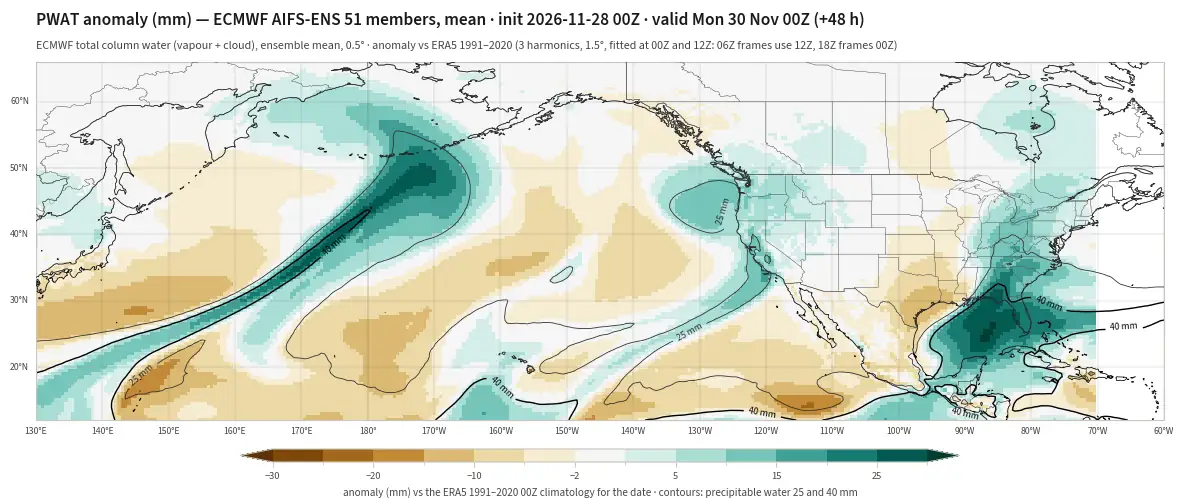 PWAT anomaly (mm) — ECMWF AIFS-ENS 51 members, mean · init 2026-11-28 00Z · valid Mon 30 Nov 00Z (+48 h)
ECMWF total column water (vapour + cloud), ensemble mean, 0.5° · anomaly vs ERA5 1991–2020 (3 harmonics, 1.5°, fitted at 00Z and 12Z: 06Z frames use 12Z, 18Z frames 00Z)
60°N
50°N
25 mm
40°N
40 mm
30°N
40 mm
40 mm
25 mm
20°N
25 mm
40 mm
40 mm
40 mm
130°E 140°E 150°E 160°E 170°E 180° 170°W 160°W 150°W 140°W 130°W 120°W 110°W 100°W 90°W 80°W 70°W 60°W
−30 −20 −10 −2 5 15 25
anomaly (mm) vs the ERA5 1991–2020 00Z climatology for the date · contours: precipitable water 25 and 40 mm